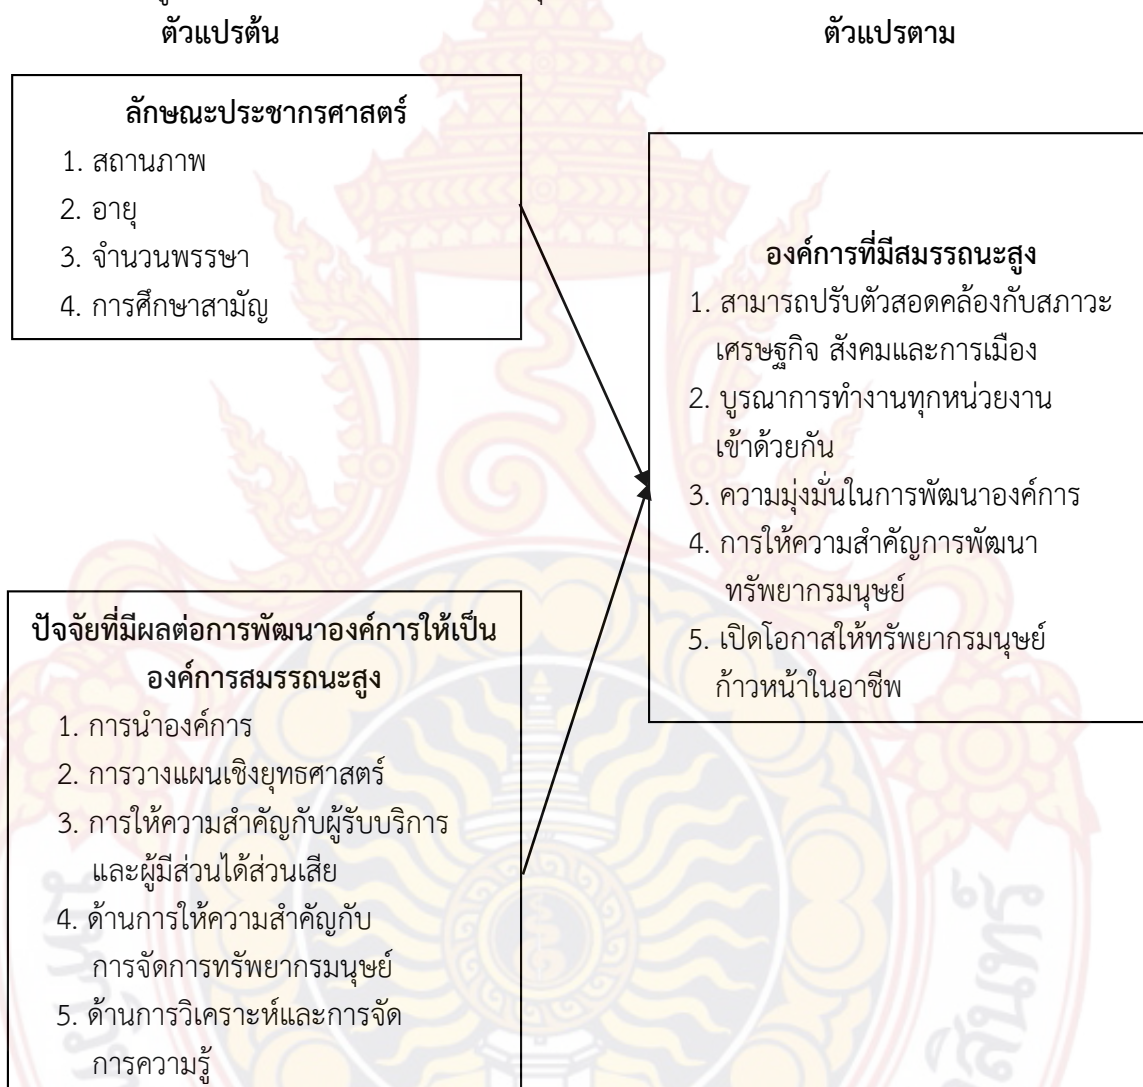 ตัวแปรต้น
ตัวแปรตาม
ลักษณะประชากรศาสตร์
1. สถานภาพ
2. อายุ
3. จำนวนพรรษา
4. การศึกษาสามัญ
องค์การที่มีสมรรถนะสูง
1. สามารถปรับตัวสอดคล้องกับสภาวะ
เศรษฐกิจ สังคมและการเมือง
2. บูรณาการทำงานทุกหน่วยงาน
เข้าด้วยกัน
3. ความมุ่งมั่นในการพัฒนาองค์การ
4. การให้ความสำคัญการพัฒนา
ทรัพยากรมนุษย์
5. เปิดโอกาสให้ทรัพยากรมนุษย์
ก้าวหน้าในอาชีพ
ปัจจัยที่มีผลต่อการพัฒนาองค์การให้เป็น
องค์การสมรรถนะสูง
1. การนำองค์การ
2. การวางแผนเชิงยุทธศาสตร์
3. การให้ความสำคัญกับผู้รับบริการ
และผู้มีส่วนได้ส่วนเสีย
4. ด้านการให้ความสำคัญกับ
การจัดการทรัพยากรมนุษย์
5. ด้านการวิเคราะห์และการจัด
การความรู้